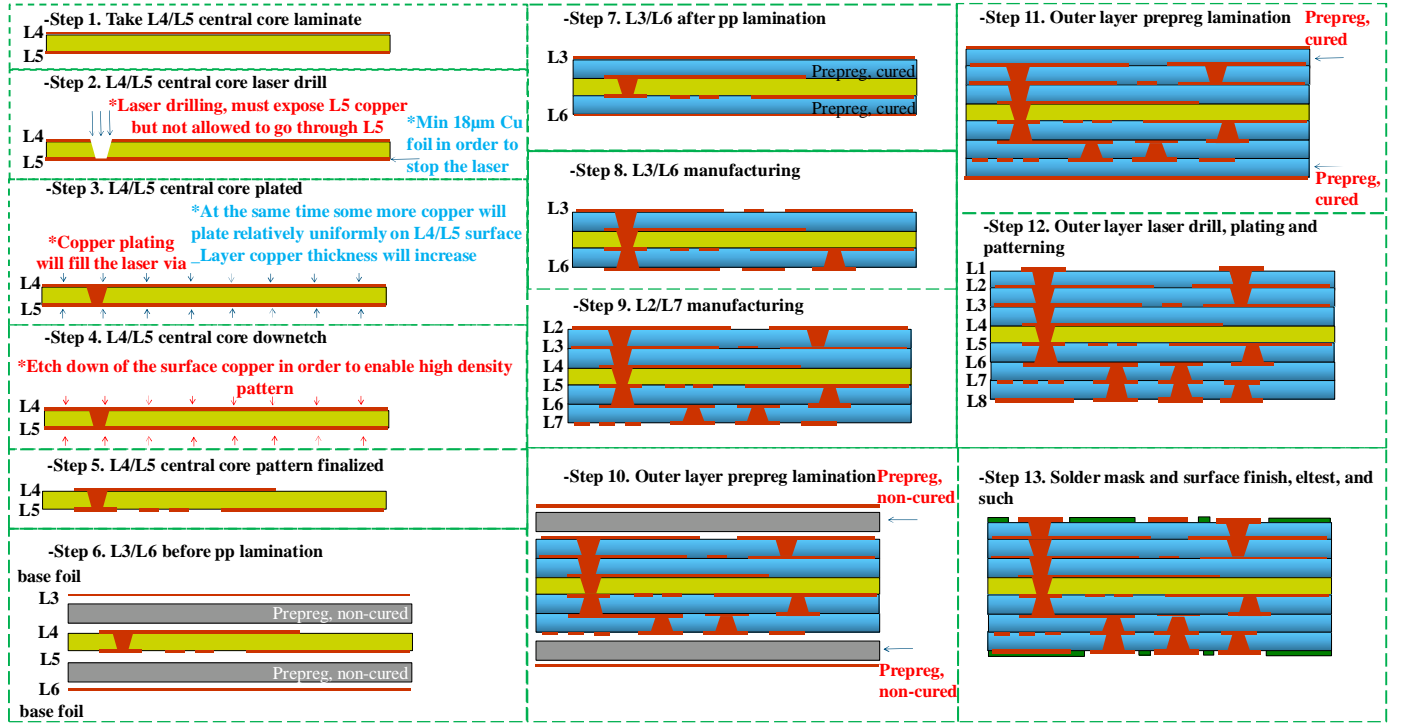 -Step 1. Take L4/L5 central core laminate
L4
L5
-Step 2. L4/L5 central core laser drill
*Laser drilling, must expose L5 copper
but not allowed to go through L5
*Min 18μm Cu
foil in order to
stop the laser
L4
L5
-Step 3. L4/L5 central core plated
*At the same time some more copper will
plate relatively uniformly on L4/L5 surface
_Layer copper thickness will increase
*Copper plating
will fill the laser via
L4
L5
-Step 4. L4/L5 central core downetch
*Etch down of the surface copper in order to enable high density
pattern
L4
L5
-Step 5. L4/L5 central core pattern finalized
L4
L5
-Step 6. L3/L6 before pp lamination
base foil
L3
Prepreg, non-cured
L4
L5
Prepreg, non-cured
L6
base foil
-Step 7. L3/L6 after pp lamination
L3
Prepreg, cured
Prepreg, cured
L6
-Step 8. L3/L6 manufacturing
L3
L6
-Step 9. L2/L7 manufacturing
L2
L3
L4
L5
L6
L7
-Step 10. Outer layer prepreg lamination
Prepreg,
non-cured
Prepreg,
non-cured
-Step 11. Outer layer prepreg lamination
Prepreg,
cured
Prepreg,
cured
-Step 12. Outer layer laser drill, plating and
patterning
L1
L2
L3
L4
L5
L6
L7
L8
-Step 13. Solder mask and surface finish, eltest, and
such